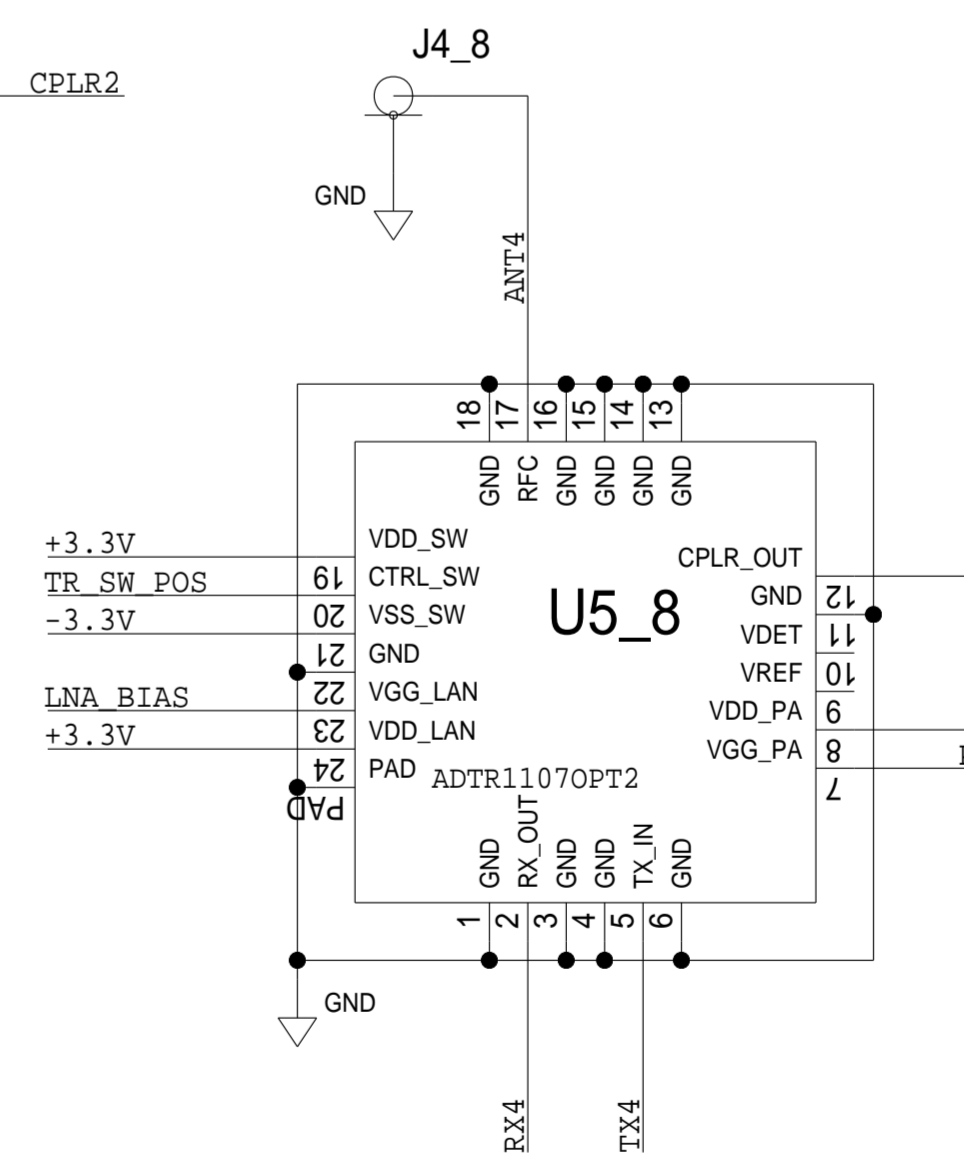 J4_8
CPLR2
GND
ANT4
18 17 16 15 14 13
GND RFC GND GND GND GND
+3.3V VDD_SW
CPLR_OUT
TR_SW_POS 19 CTRL_SW
GND 12
-3.3V 20 VSS_SW
U5_8
VDET 11
21 GND
VREF 10
LNA_BIAS 22 VGG_LAN
VDD_PA 9
+3.3V 23 VDD_LAN
VGG_PA 8
24 PAD
ADTR1107OPT2
7
PAD
GND RX_OUT GND GND TX_IN GND
1 2 3 4 5 6
GND
RX4 TX4